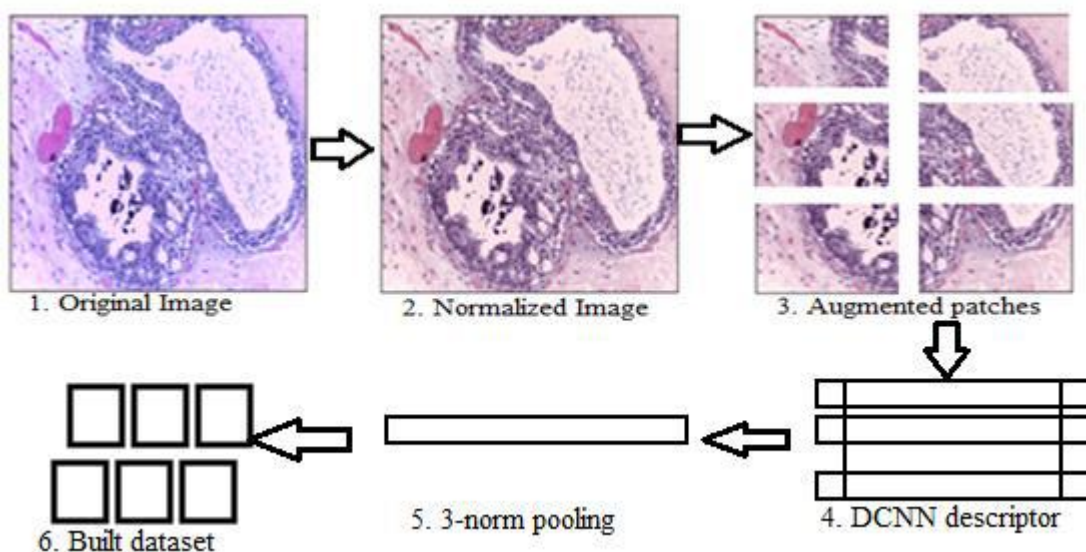 1. Original Image
2. Normalized Image
3. Augmented patches
4. DCNN descriptor
5. 3-norm pooling
6. Built dataset